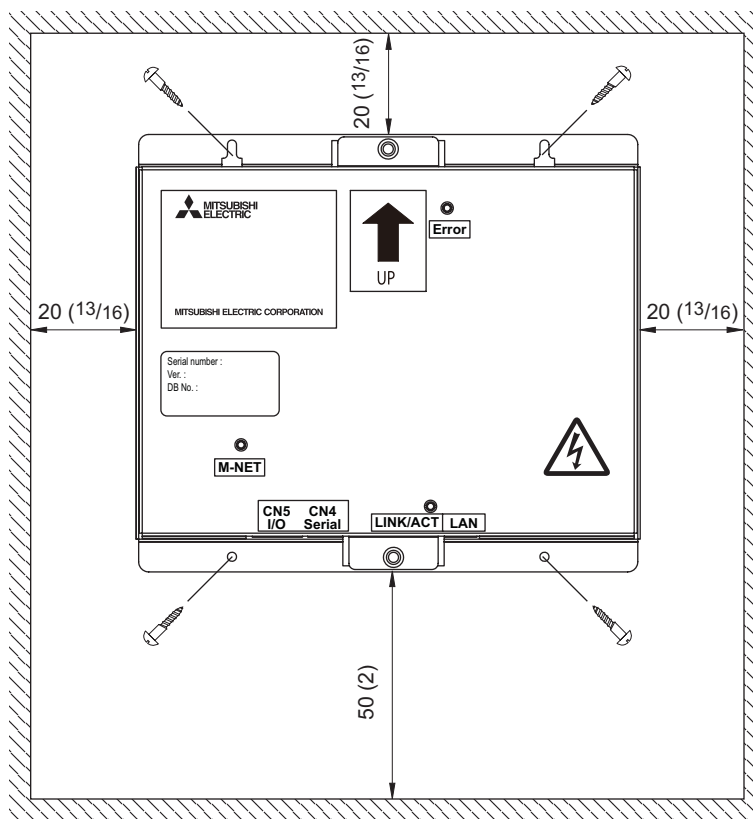 20 (13/16)
MITSUBISHI
ELECTRIC
UP
Error
MITSUBISHI ELECTRIC CORPORATION
20 (13/16)
20 (13/16)
Serial number :
Ver. :
DB No. :
M-NET
CN5 CN4
I/O Serial
LINK/ACT LAN
50 (2)